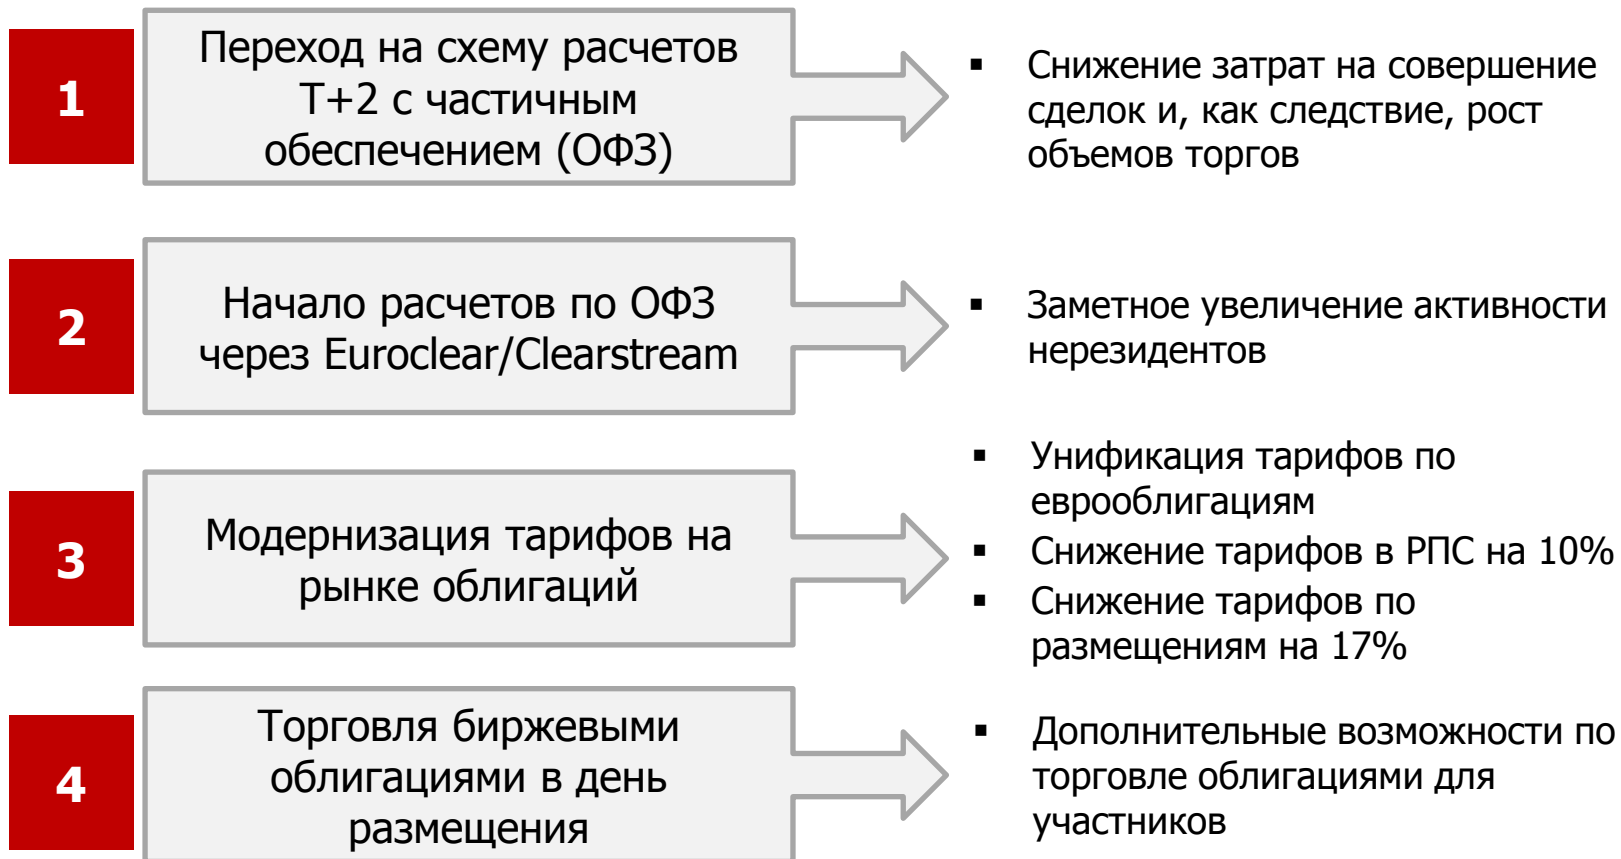 1
Переход на схему расчетов
Т+2 с частичным
обеспечением (ОФЗ)
▪ Снижение затрат на совершение
сделок и, как следствие, рост
объемов торгов
2
Начало расчетов по ОФЗ
через Euroclear/Clearstream
▪ Заметное увеличение активности
нерезидентов
3
Модернизация тарифов на
рынке облигаций
▪ Унификация тарифов по
еврооблигациям
▪ Снижение тарифов в РПС на 10%
▪ Снижение тарифов по
размещениям на 17%
4
Торговля биржевыми
облигациями в день
размещения
▪ Дополнительные возможности по
торговле облигациями для
участников